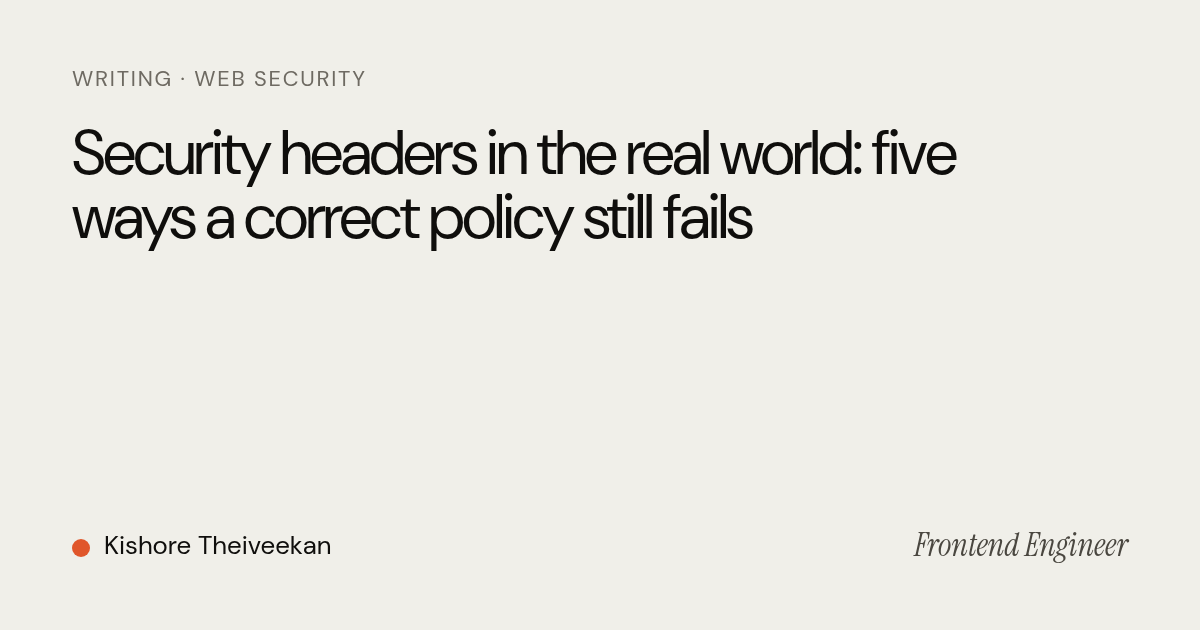 WRITING · WEB SECURITY
Security headers in the real world: five
ways a correct policy still fails
Kishore Theiveekan
Frontend Engineer